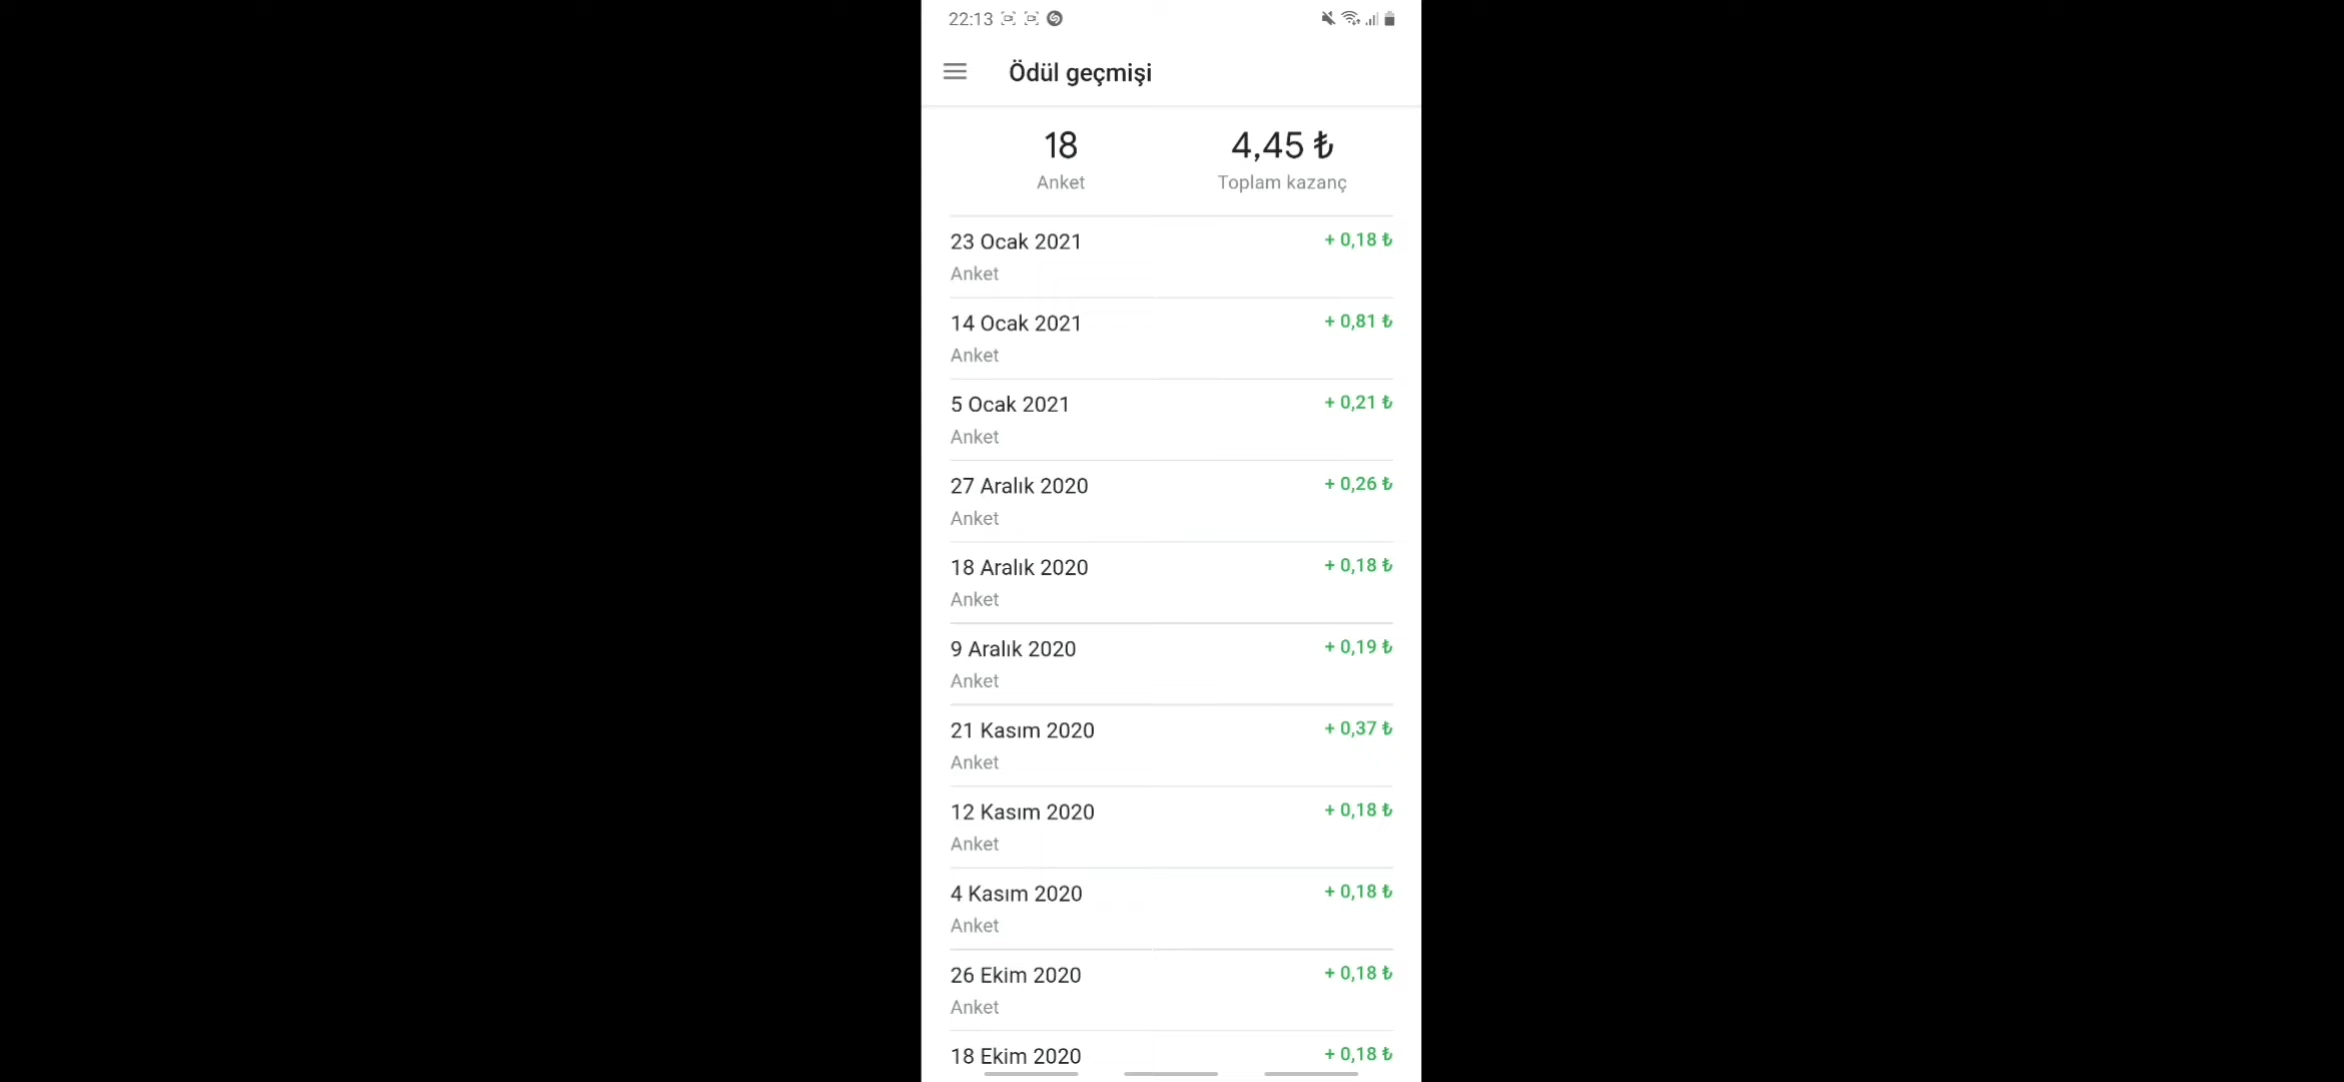 22:13
Ödül geçmişi
18 4,45 ₺
Anket Toplam kazanç
23 Ocak 2021 + 0,18 ₺
Anket
14 Ocak 2021 + 0,81 ₺
Anket
5 Ocak 2021 + 0,21 ₺
Anket
27 Aralık 2020 + 0,26 ₺
Anket
18 Aralık 2020 + 0,18 ₺
Anket
9 Aralık 2020 + 0,19 ₺
Anket
21 Kasım 2020 + 0,37 ₺
Anket
12 Kasım 2020 + 0,18 ₺
Anket
4 Kasım 2020 + 0,18 ₺
Anket
26 Ekim 2020 + 0,18 ₺
Anket
18 Ekim 2020 + 0,18 ₺